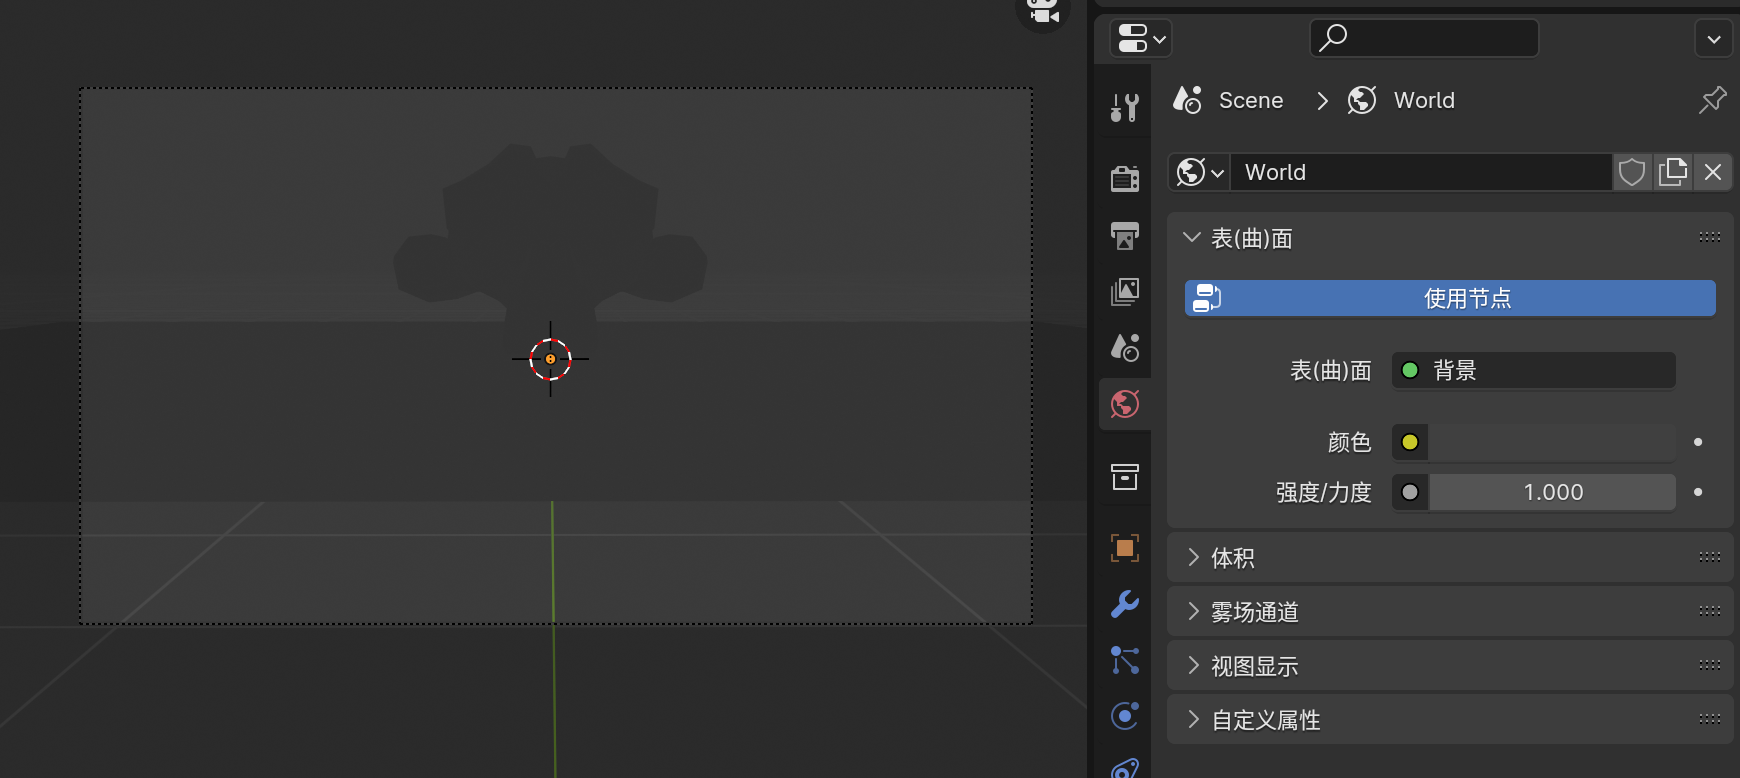 Scene > World
World
表(曲)面
使用节点
表(曲)面 背景
颜色
强度/力度 1.000
体积
雾场通道
视图显示
自定义属性